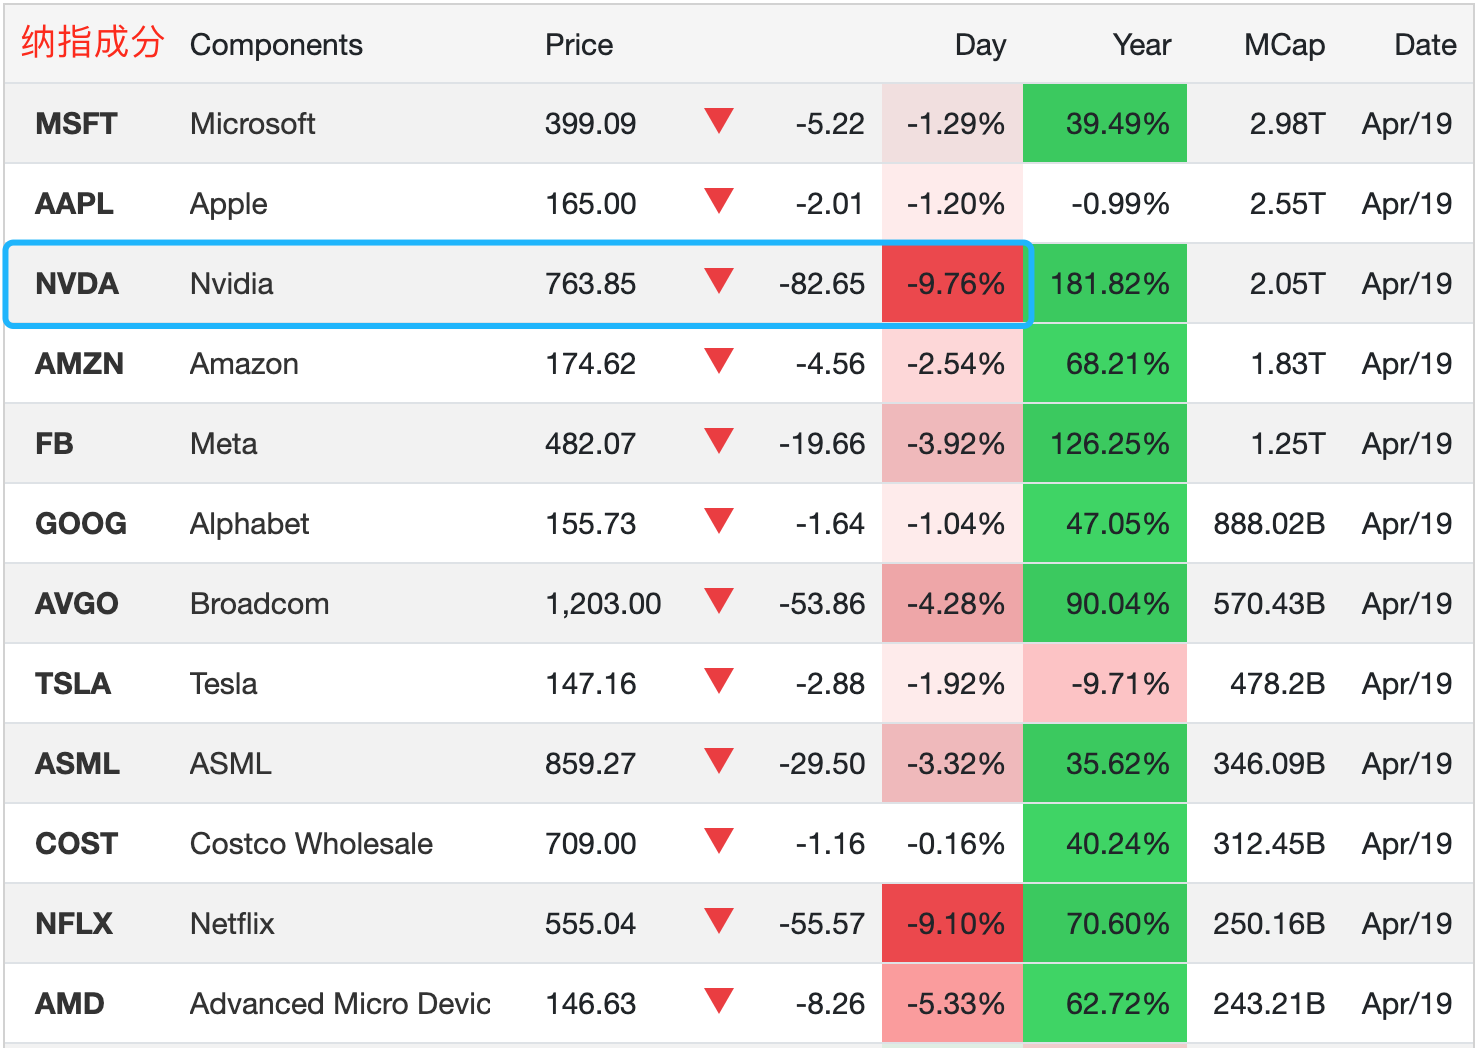 纳指成分 Components Price Day Year MCap Date
MSFT Microsoft 399.09 -5.22 -1.29% 39.49% 2.98T Apr/19
AAPL Apple 165.00 -2.01 -1.20% -0.99% 2.55T Apr/19
NVDA Nvidia 763.85 -82.65 -9.76% 181.82% 2.05T Apr/19
AMZN Amazon 174.62 -4.56 -2.54% 68.21% 1.83T Apr/19
FB Meta 482.07 -19.66 -3.92% 126.25% 1.25T Apr/19
GOOG Alphabet 155.73 -1.64 -1.04% 47.05% 888.02B Apr/19
AVGO Broadcom 1,203.00 -53.86 -4.28% 90.04% 570.43B Apr/19
TSLA Tesla 147.16 -2.88 -1.92% -9.71% 478.2B Apr/19
ASML ASML 859.27 -29.50 -3.32% 35.62% 346.09B Apr/19
COST Costco Wholesale 709.00 -1.16 -0.16% 40.24% 312.45B Apr/19
NFLX Netflix 555.04 -55.57 -9.10% 70.60% 250.16B Apr/19
AMD Advanced Micro Devic 146.63 -8.26 -5.33% 62.72% 243.21B Apr/19